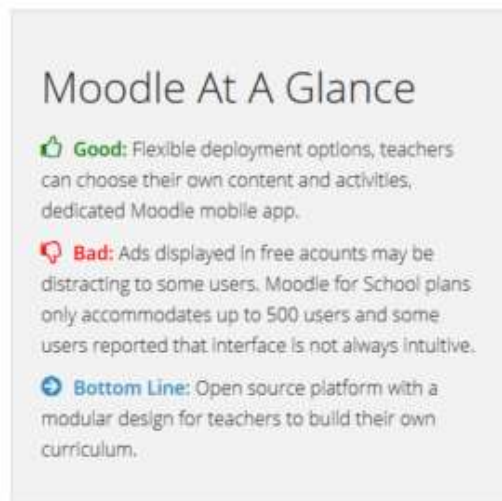 Moodle At A Glance
Good: Flexible deployment options, teachers
can choose their own content and activities,
dedicated Moodle mobile app.
Bad: Ads displayed in free acounts may be
distracting to some users. Moodle for School plans
only accommodates up to 500 users and some
users reported that interface is not always intuitive.
Bottom Line: Open source platform with a
modular design for teachers to build their own
curriculum.